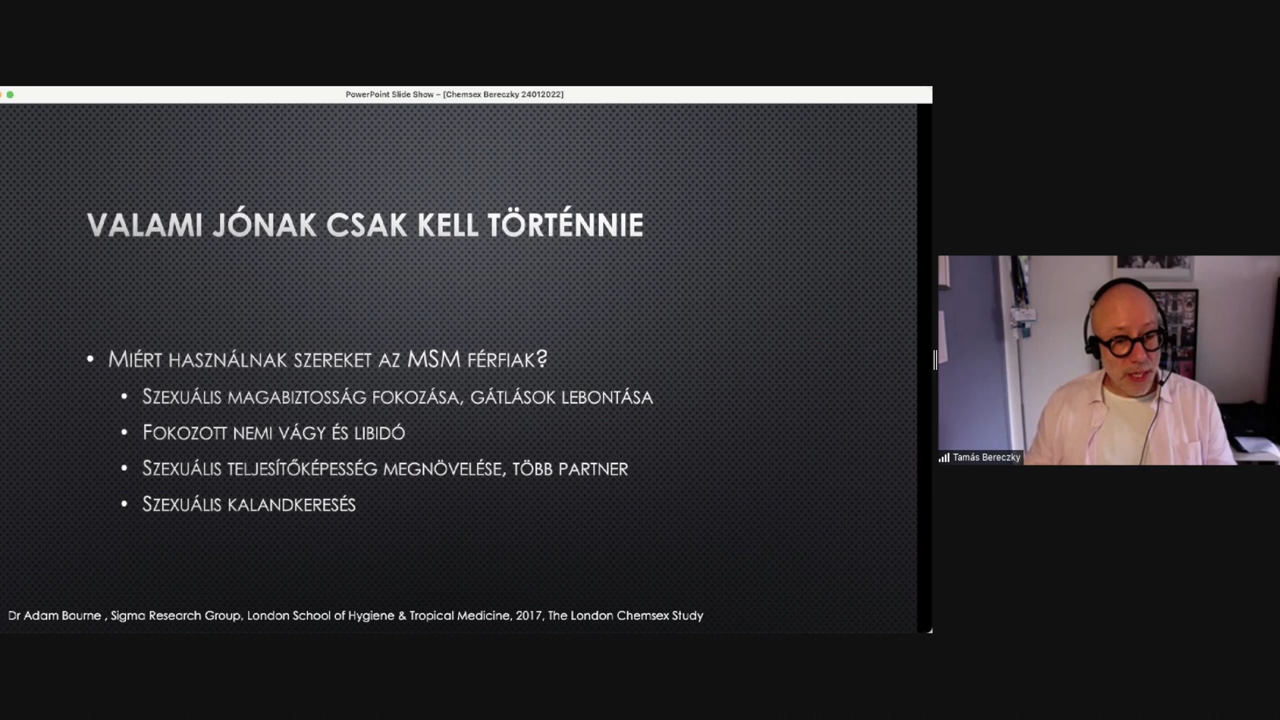 PowerPoint Slide Show – [Chemsex Bereczky 24012022]
VALAMI JÓNAK CSAK KELL TÖRTÉNNIE
• MIÉRT HASZNÁLNAK SZEREKET AZ MSM FÉRFIAK?
• SZEXUÁLIS MAGABIZTOSSÁG FOKOZÁSA, GÁTLÁSOK LEBONTÁSA
• FOKOZOTT NEMI VÁGY ÉS LIBIDÓ
• SZEXUÁLIS TELJESÍTŐKÉPESSÉG MEGNÖVELÉSE, TÖBB PARTNER
• SZEXUÁLIS KALANDKERESÉS
Dr Adam Bourne , Sigma Research Group, London School of Hygiene & Tropical Medicine, 2017, The London Chemsex Study
Tamás Bereczky